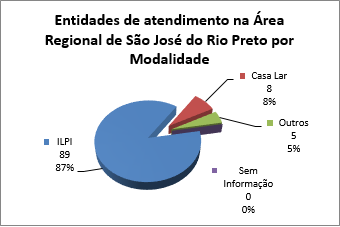 Entidades de atendimento na Área
Regional de São José do Rio Preto por
Modalidade
Casa Lar
8
8%
Outros
5
5%
ILPI
89
87%
Sem
Informação
0
0%